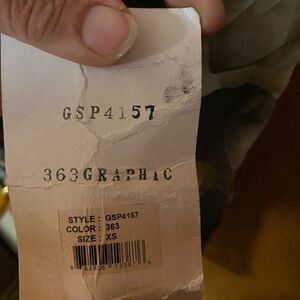 GSP4157
363GRAPHIC
STYLE : GSP4157
COLOR : 363
SIZE : XS